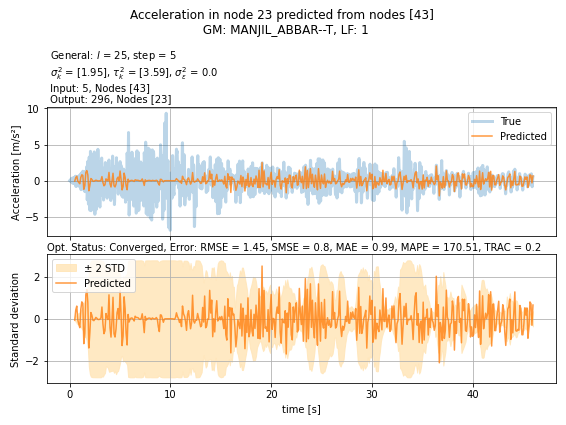 Acceleration in node 23 predicted from nodes [43]
GM: MANJIL_ABBAR--T, LF: 1
General: l = 25, step = 5
σ²ₖ = [1.95], τ²ₖ = [3.59], σ²ε = 0.0
Input: 5, Nodes [43]
Output: 296, Nodes [23]
Acceleration [m/s²]
10
5
0
−5
True
Predicted
Opt. Status: Converged, Error: RMSE = 1.45, SMSE = 0.8, MAE = 0.99, MAPE = 170.51, TRAC = 0.2
Standard deviation
2
0
−2
± 2 STD
Predicted
0 10 20 30 40
time [s]